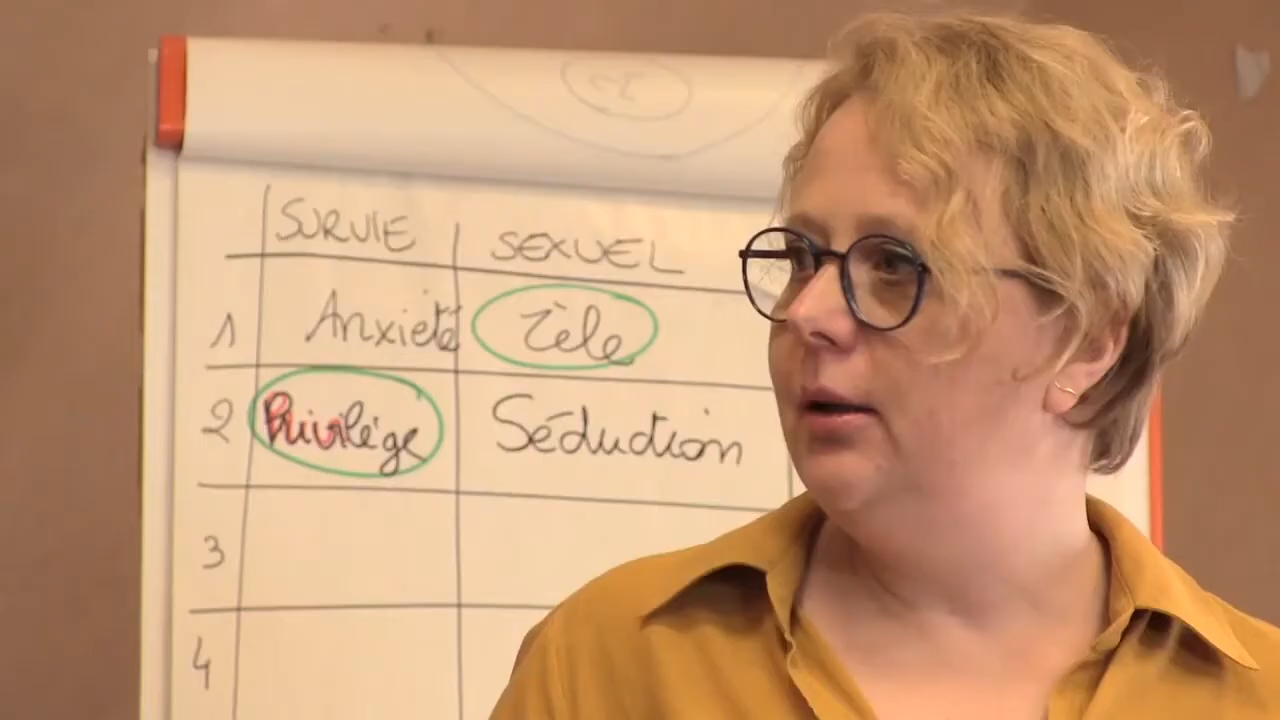 SURVIE SEXUEL
1 Anxiété Zèle
2 Privilège Séduction
3
4